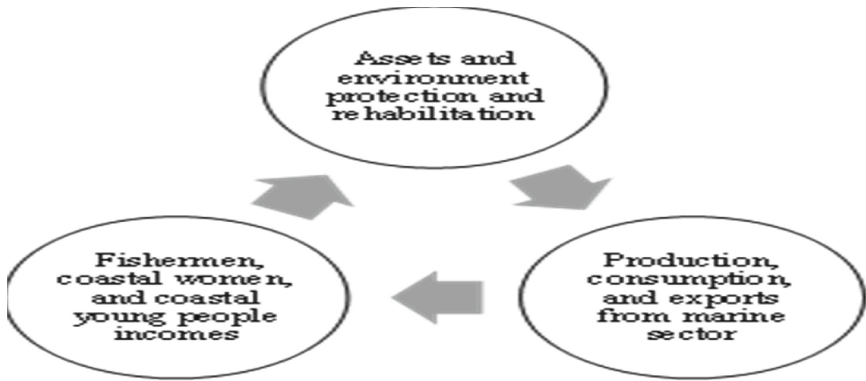 Assets and
environment
protection and
rehabilitation
Fishermen,
coastal women,
and coastal
young people
incomes
Production,
consumption,
and exports
from marine
sector